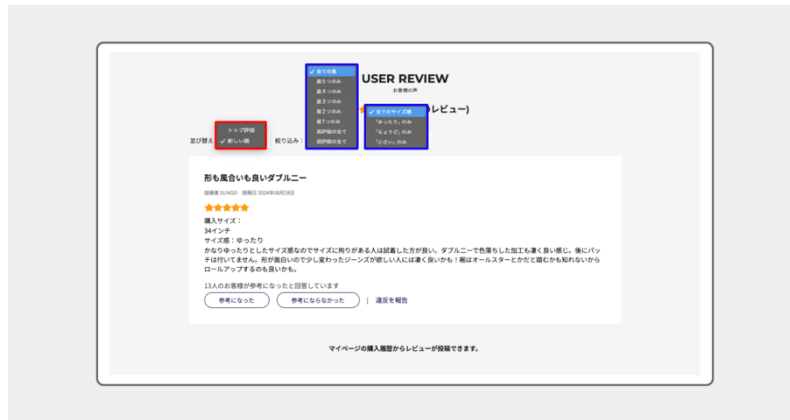 USER REVIEW
お客様の声
レビュー)
並び替え
トップ評価
✓ 新しい順
絞り込み：
✓ 全ての星
星5つのみ
星4つのみ
星3つのみ
星2つのみ
星1つのみ
高評価の全て
低評価の全て
✓ 全てのサイズ感
「ゆったり」のみ
「ちょうど」のみ
「小さい」のみ
形も風合いも良いダブルニー
投稿者 SUNGO 投稿日 2024年08月28日
★★★★★
購入サイズ：
34インチ
サイズ感：ゆったり
かなりゆったりとしたサイズ感なのでサイズに拘りがある人は試着した方が良い。ダブルニーで色落ちした加工も凄く良い感じ。後にパッ
チは付いてません。形が面白いので少し変わったジーンズが欲しい人には凄く良いかも！裾はオールスターとかだと踏むかも知れないから
ロールアップするのも良いかも。
13人のお客様が参考になったと回答しています
参考になった 参考にならなかった | 違反を報告
マイページの購入履歴からレビューが投稿できます。